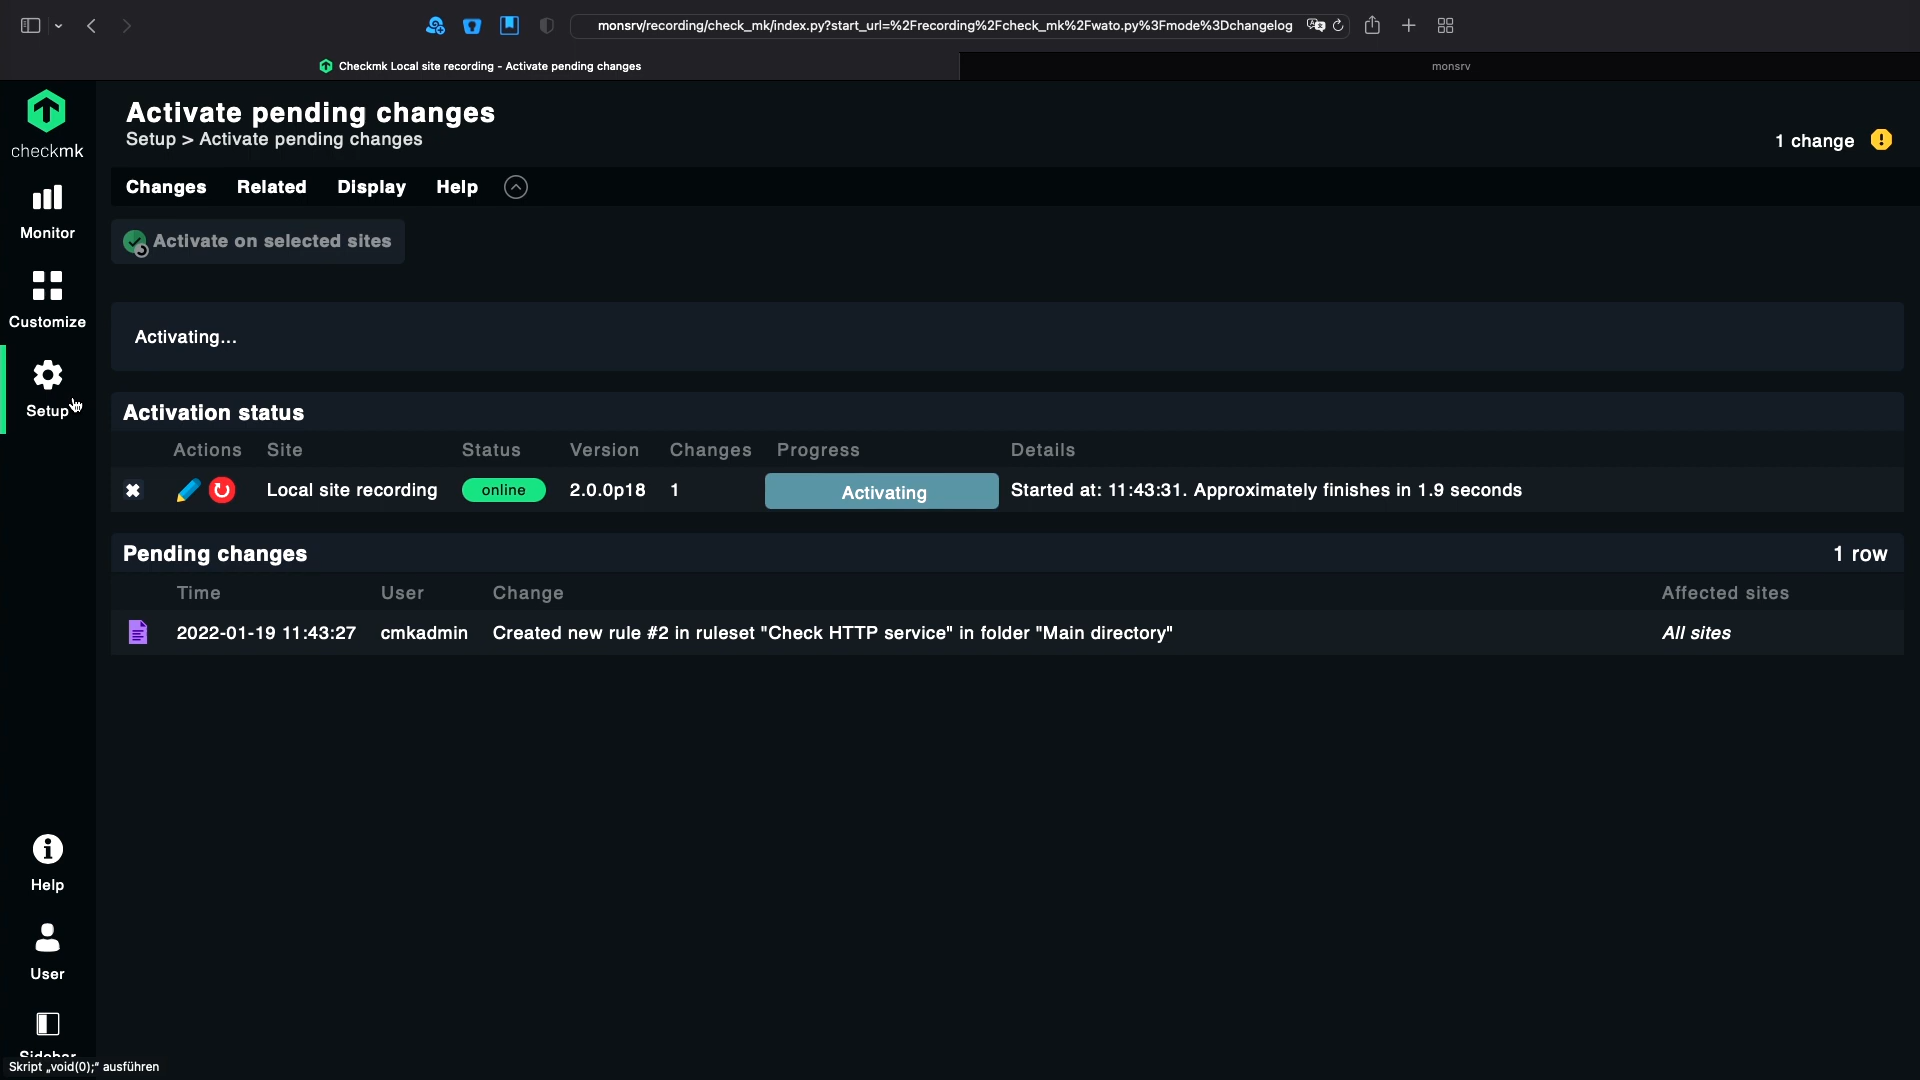 monsrv/recording/check_mk/index.py?start_url=%2Frecording%2Fcheck_mk%2Fwato.py%3Fmode%3Dchangelog
Checkmk Local site recording - Activate pending changes
monsrv
checkmk
Monitor
Customize
Setup
Help
User
Sidebar
Skript „void(0);“ ausführen
Activate pending changes
Setup > Activate pending changes
1 change
Changes Related Display Help
Activate on selected sites
Activating...
Activation status
Actions Site Status Version Changes Progress Details
Local site recording online 2.0.0p18 1 Activating Started at: 11:43:31. Approximately finishes in 1.9 seconds
Pending changes 1 row
Time User Change Affected sites
2022-01-19 11:43:27 cmkadmin Created new rule #2 in ruleset "Check HTTP service" in folder "Main directory" All sites